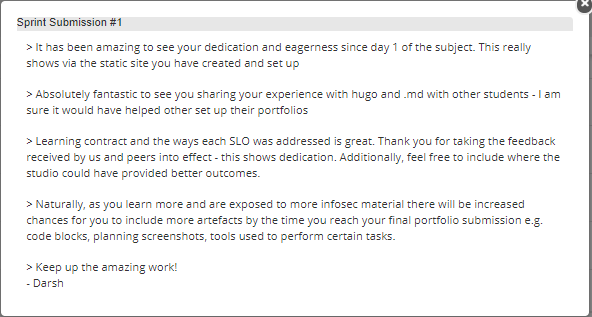 Sprint Submission #1
> It has been amazing to see your dedication and eagerness since day 1 of the subject. This really
shows via the static site you have created and set up
> Absolutely fantastic to see you sharing your experience with hugo and .md with other students - I am
sure it would have helped other set up their portfolios
> Learning contract and the ways each SLO was addressed is great. Thank you for taking the feedback
received by us and peers into effect - this shows dedication. Additionally, feel free to include where the
studio could have provided better outcomes.
> Naturally, as you learn more and are exposed to more infosec material there will be increased
chances for you to include more artefacts by the time you reach your final portfolio submission e.g.
code blocks, planning screenshots, tools used to perform certain tasks.
> Keep up the amazing work!
- Darsh